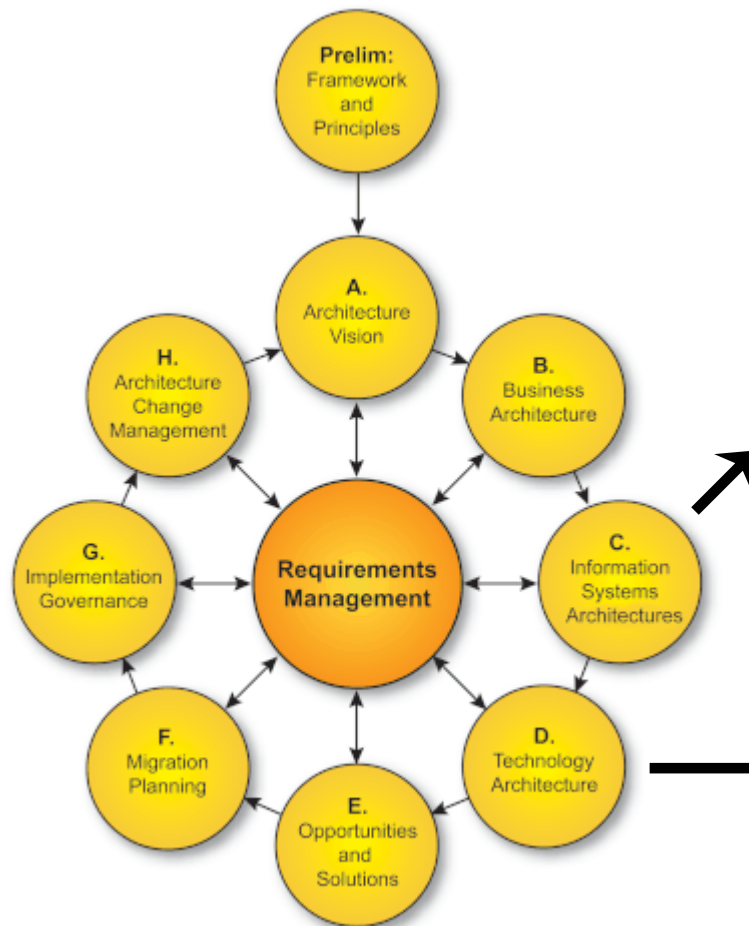 Prelim:
Framework
and
Principles
A.
Architecture
Vision
B.
Business
Architecture
C.
Information
Systems
Architectures
D.
Technology
Architecture
E.
Opportunities
and
Solutions
F.
Migration
Planning
G.
Implementation
Governance
H.
Architecture
Change
Management
Requirements
Management